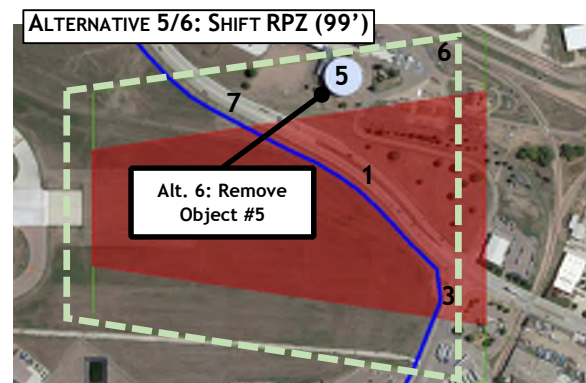 ALTERNATIVE 5/6: SHIFT RPZ (99')
5
6
7
1
Alt. 6: Remove
Object #5
3